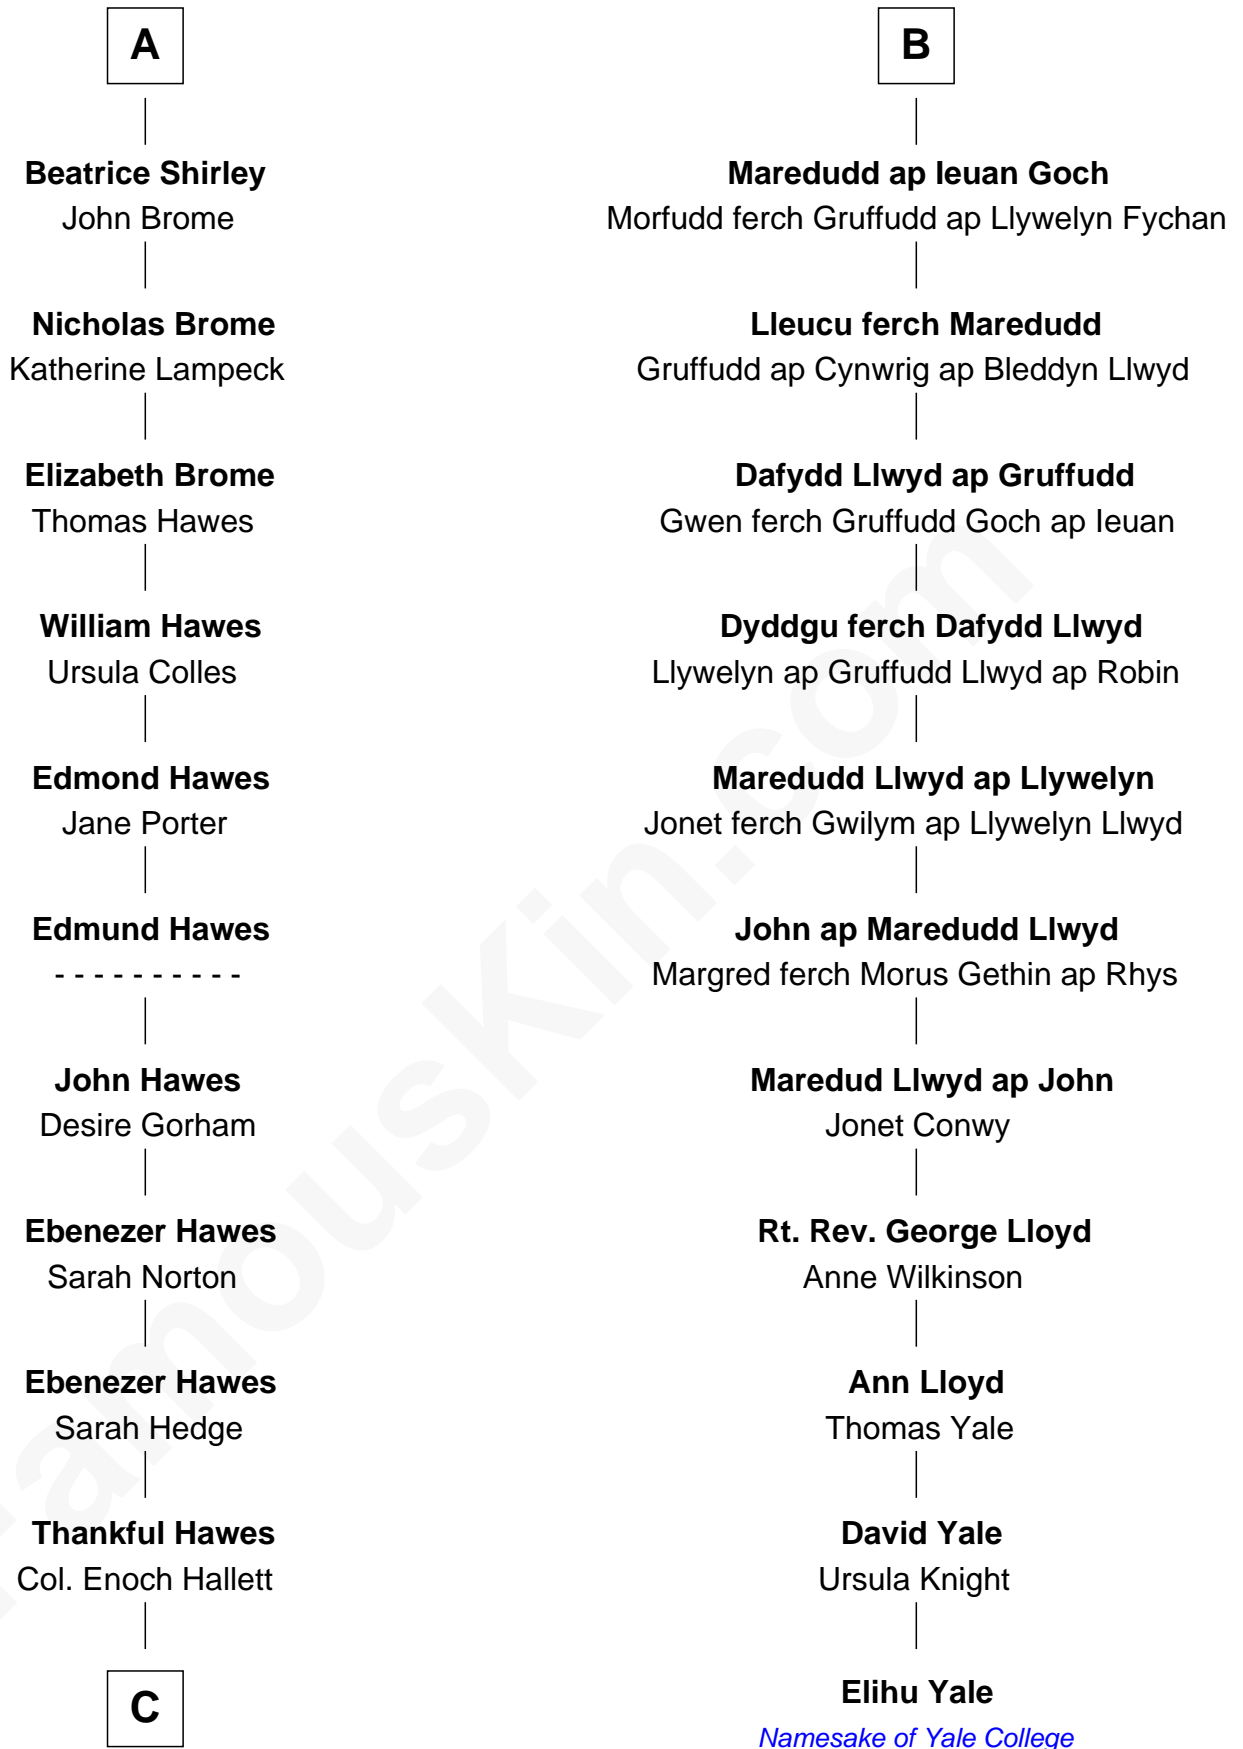 A
Beatrice Shirley
John Brome
Nicholas Brome
Katherine Lampeck
Elizabeth Brome
Thomas Hawes
William Hawes
Ursula Colles
Edmond Hawes
Jane Porter
Edmund Hawes
- - - - - - - - - -
John Hawes
Desire Gorham
Ebenezer Hawes
Sarah Norton
Ebenezer Hawes
Sarah Hedge
Thankful Hawes
Col. Enoch Hallett
C
B
Maredudd ap Ieuan Goch
Morfudd ferch Gruffudd ap Llywelyn Fychan
Lleucu ferch Maredudd
Gruffudd ap Cynwrig ap Bleddyn Llwyd
Dafydd Llwyd ap Gruffudd
Gwen ferch Gruffudd Goch ap Ieuan
Dyddgu ferch Dafydd Llwyd
Llywelyn ap Gruffudd Llwyd ap Robin
Maredudd Llwyd ap Llywelyn
Jonet ferch Gwilym ap Llywelyn Llwyd
John ap Maredudd Llwyd
Margred ferch Morus Gethin ap Rhys
Maredud Llwyd ap John
Jonet Conwy
Rt. Rev. George Lloyd
Anne Wilkinson
Ann Lloyd
Thomas Yale
David Yale
Ursula Knight
Elihu Yale
Namesake of Yale College
FamousKin.com